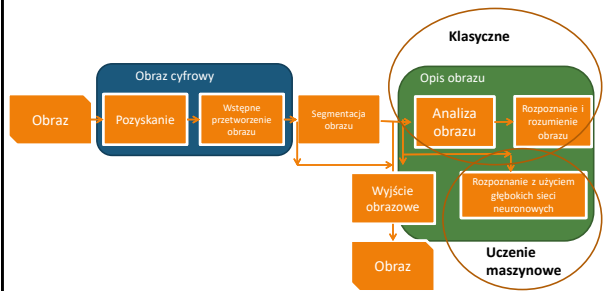 Klasyczne
Obraz cyfrowy
Opis obrazu
Obraz
Pozyskanie
Wstępne
przetworzenie
obrazu
Segmentacja
obrazu
Analiza
obrazu
Rozpoznanie i
rozumienie
obrazu
Wyjście
obrazowe
Rozpoznanie z użyciem
głębokich sieci
neuronowych
Obraz
Uczenie
maszynowe